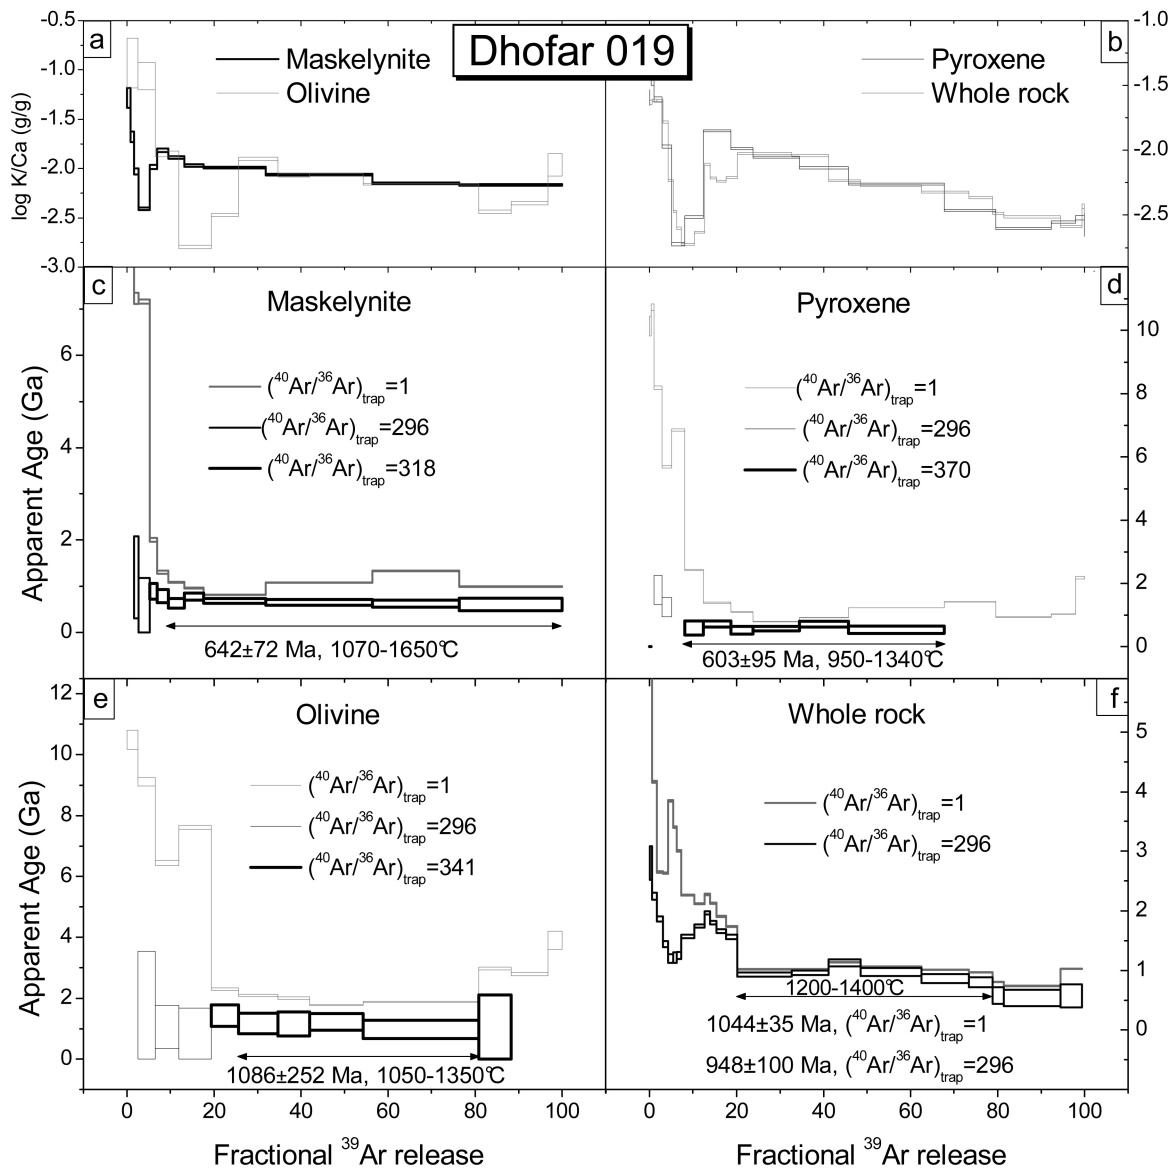 Dhofar 019
a
Maskelynite
Olivine
log K/Ca (g/g)
-0.5
-1.0
-1.5
-2.0
-2.5
-3.0
b
Pyroxene
Whole rock
-1.0
-1.5
-2.0
-2.5
c
Maskelynite
(⁴⁰Ar/³⁶Ar)trap=1
(⁴⁰Ar/³⁶Ar)trap=296
(⁴⁰Ar/³⁶Ar)trap=318
642±72 Ma, 1070-1650°C
Apparent Age (Ga)
6
4
2
0
d
Pyroxene
(⁴⁰Ar/³⁶Ar)trap=1
(⁴⁰Ar/³⁶Ar)trap=296
(⁴⁰Ar/³⁶Ar)trap=370
603±95 Ma, 950-1340°C
10
8
6
4
2
0
e
Olivine
(⁴⁰Ar/³⁶Ar)trap=1
(⁴⁰Ar/³⁶Ar)trap=296
(⁴⁰Ar/³⁶Ar)trap=341
1086±252 Ma, 1050-1350°C
Apparent Age (Ga)
12
10
8
6
4
2
0
f
Whole rock
(⁴⁰Ar/³⁶Ar)trap=1
(⁴⁰Ar/³⁶Ar)trap=296
1200-1400°C
1044±35 Ma, (⁴⁰Ar/³⁶Ar)trap=1
948±100 Ma, (⁴⁰Ar/³⁶Ar)trap=296
5
4
3
2
1
0
0 20 40 60 80 100
0 20 40 60 80 100
Fractional ³⁹Ar release
Fractional ³⁹Ar release